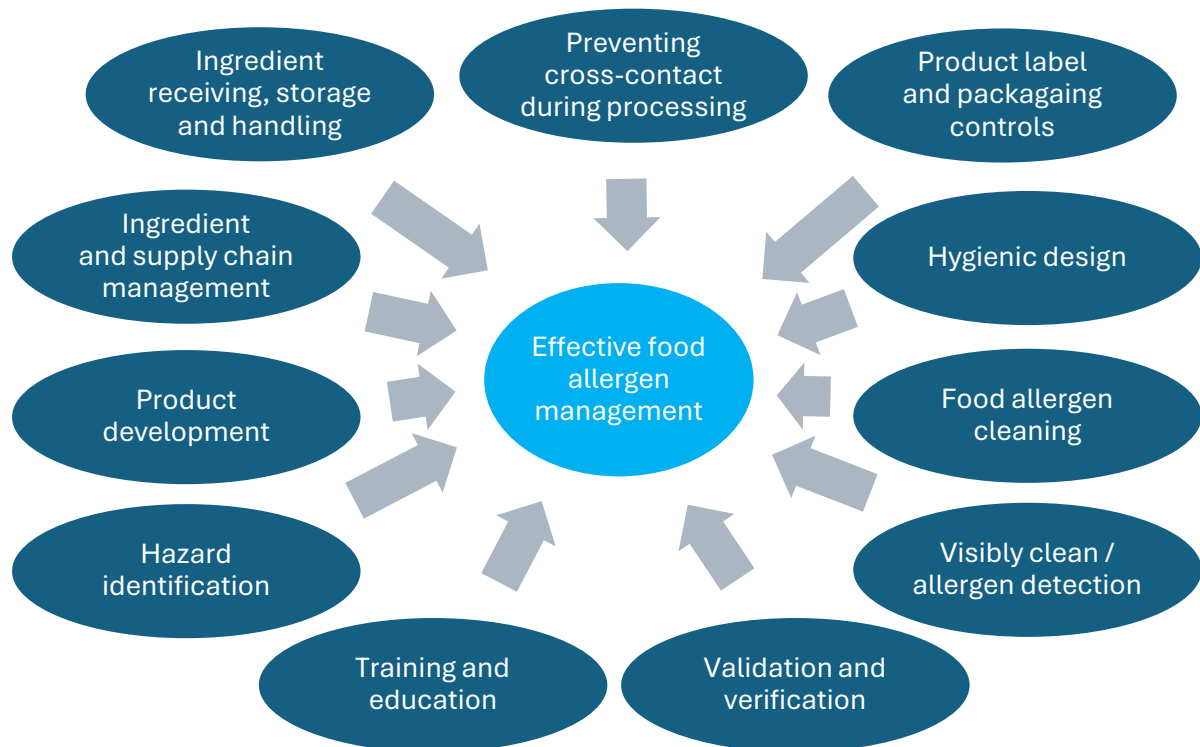 Ingredient
receiving, storage
and handling
Preventing
cross-contact
during processing
Product label
and packagaing
controls
Ingredient
and supply chain
management
Hygienic design
Effective food
allergen
management
Product
development
Food allergen
cleaning
Hazard
identification
Visibly clean /
allergen detection
Training and
education
Validation and
verification